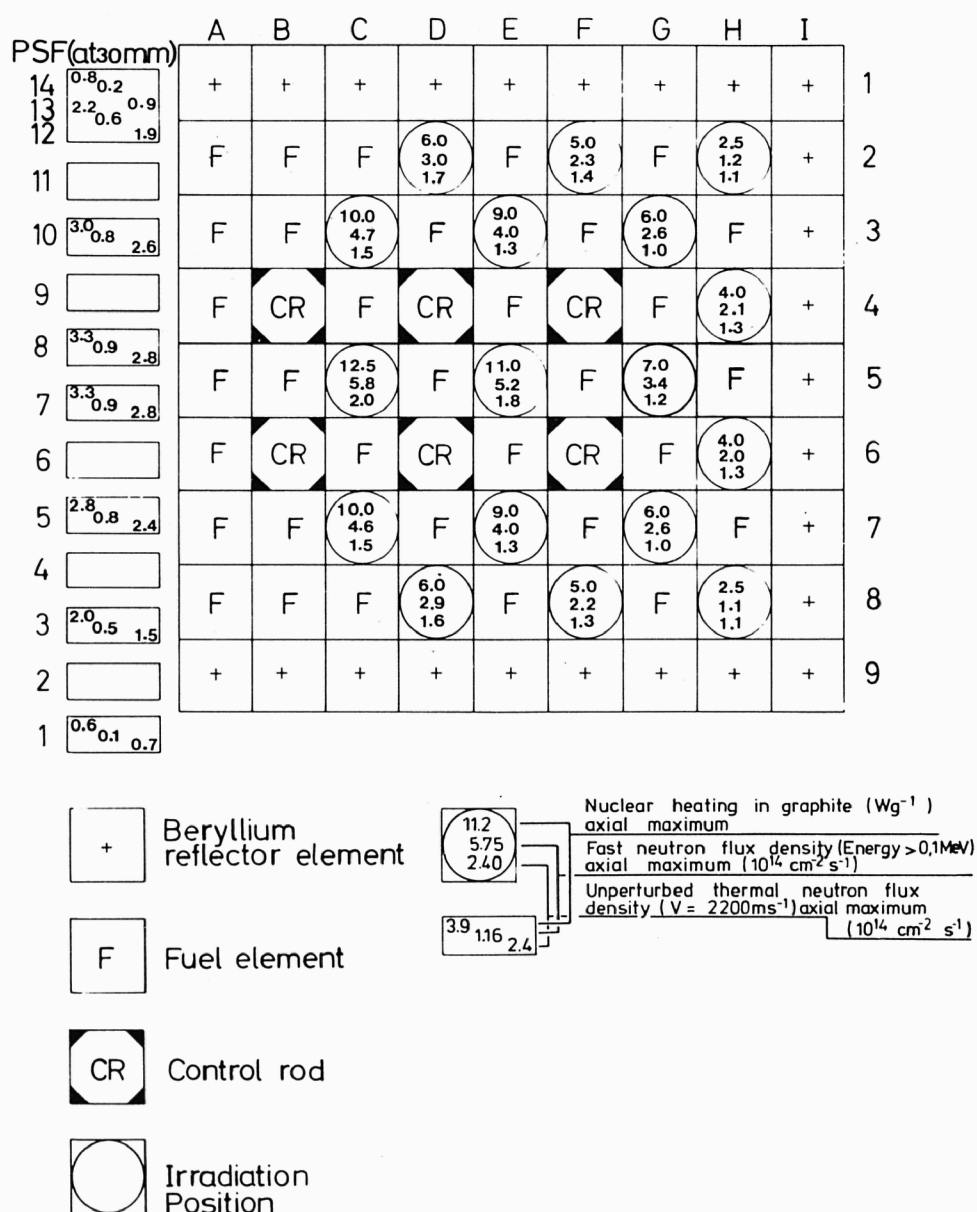 A B C D E F G H I
PSF(at30mm)
14 0.8 0.2
13 2.2 0.6 0.9
12 1.9
+ + + + + + + + + 1
11
F F F 6.0 3.0 1.7 F 5.0 2.3 1.4 F 2.5 1.2 1.1 + 2
10 3.0 0.8 2.6
F F 10.0 4.7 1.5 F 9.0 4.0 1.3 F 6.0 2.6 1.0 F + 3
9
F CR F CR F CR F 4.0 2.1 1.3 + 4
8 3.3 0.9 2.8
F F 12.5 5.8 2.0 F 11.0 5.2 1.8 F 7.0 3.4 1.2 F + 5
7 3.3 0.9 2.8
6
F CR F CR F CR F 4.0 2.0 1.3 + 6
5 2.8 0.8 2.4
F F 10.0 4.6 1.5 F 9.0 4.0 1.3 F 6.0 2.6 1.0 F + 7
4
F F F 6.0 2.9 1.6 F 5.0 2.2 1.3 F 2.5 1.1 1.1 + 8
3 2.0 0.5 1.5
2
+ + + + + + + + + 9
1 0.6 0.1 0.7
+ Beryllium
reflector element
F Fuel element
CR Control rod
Irradiation
Position
11.2
5.75
2.40
3.9 1.16 2.4
Nuclear heating in graphite (Wg⁻¹)
axial maximum
Fast neutron flux density (Energy > 0,1MeV)
axial maximum (10¹⁴ cm⁻² s⁻¹)
Unperturbed thermal neutron flux
density (V = 2200ms⁻¹) axial maximum
(10¹⁴ cm⁻² s⁻¹)